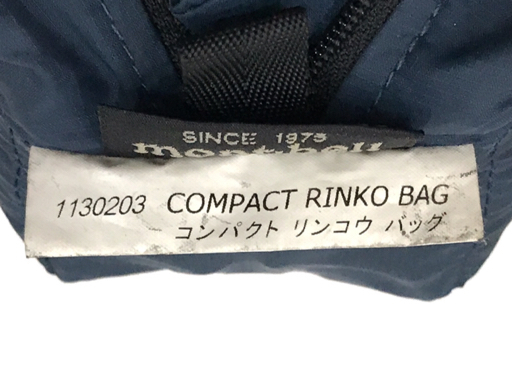 SINCE 1975
mont-bell
1130203 COMPACT RINKO BAG
コンパクト リンコウ バッグ